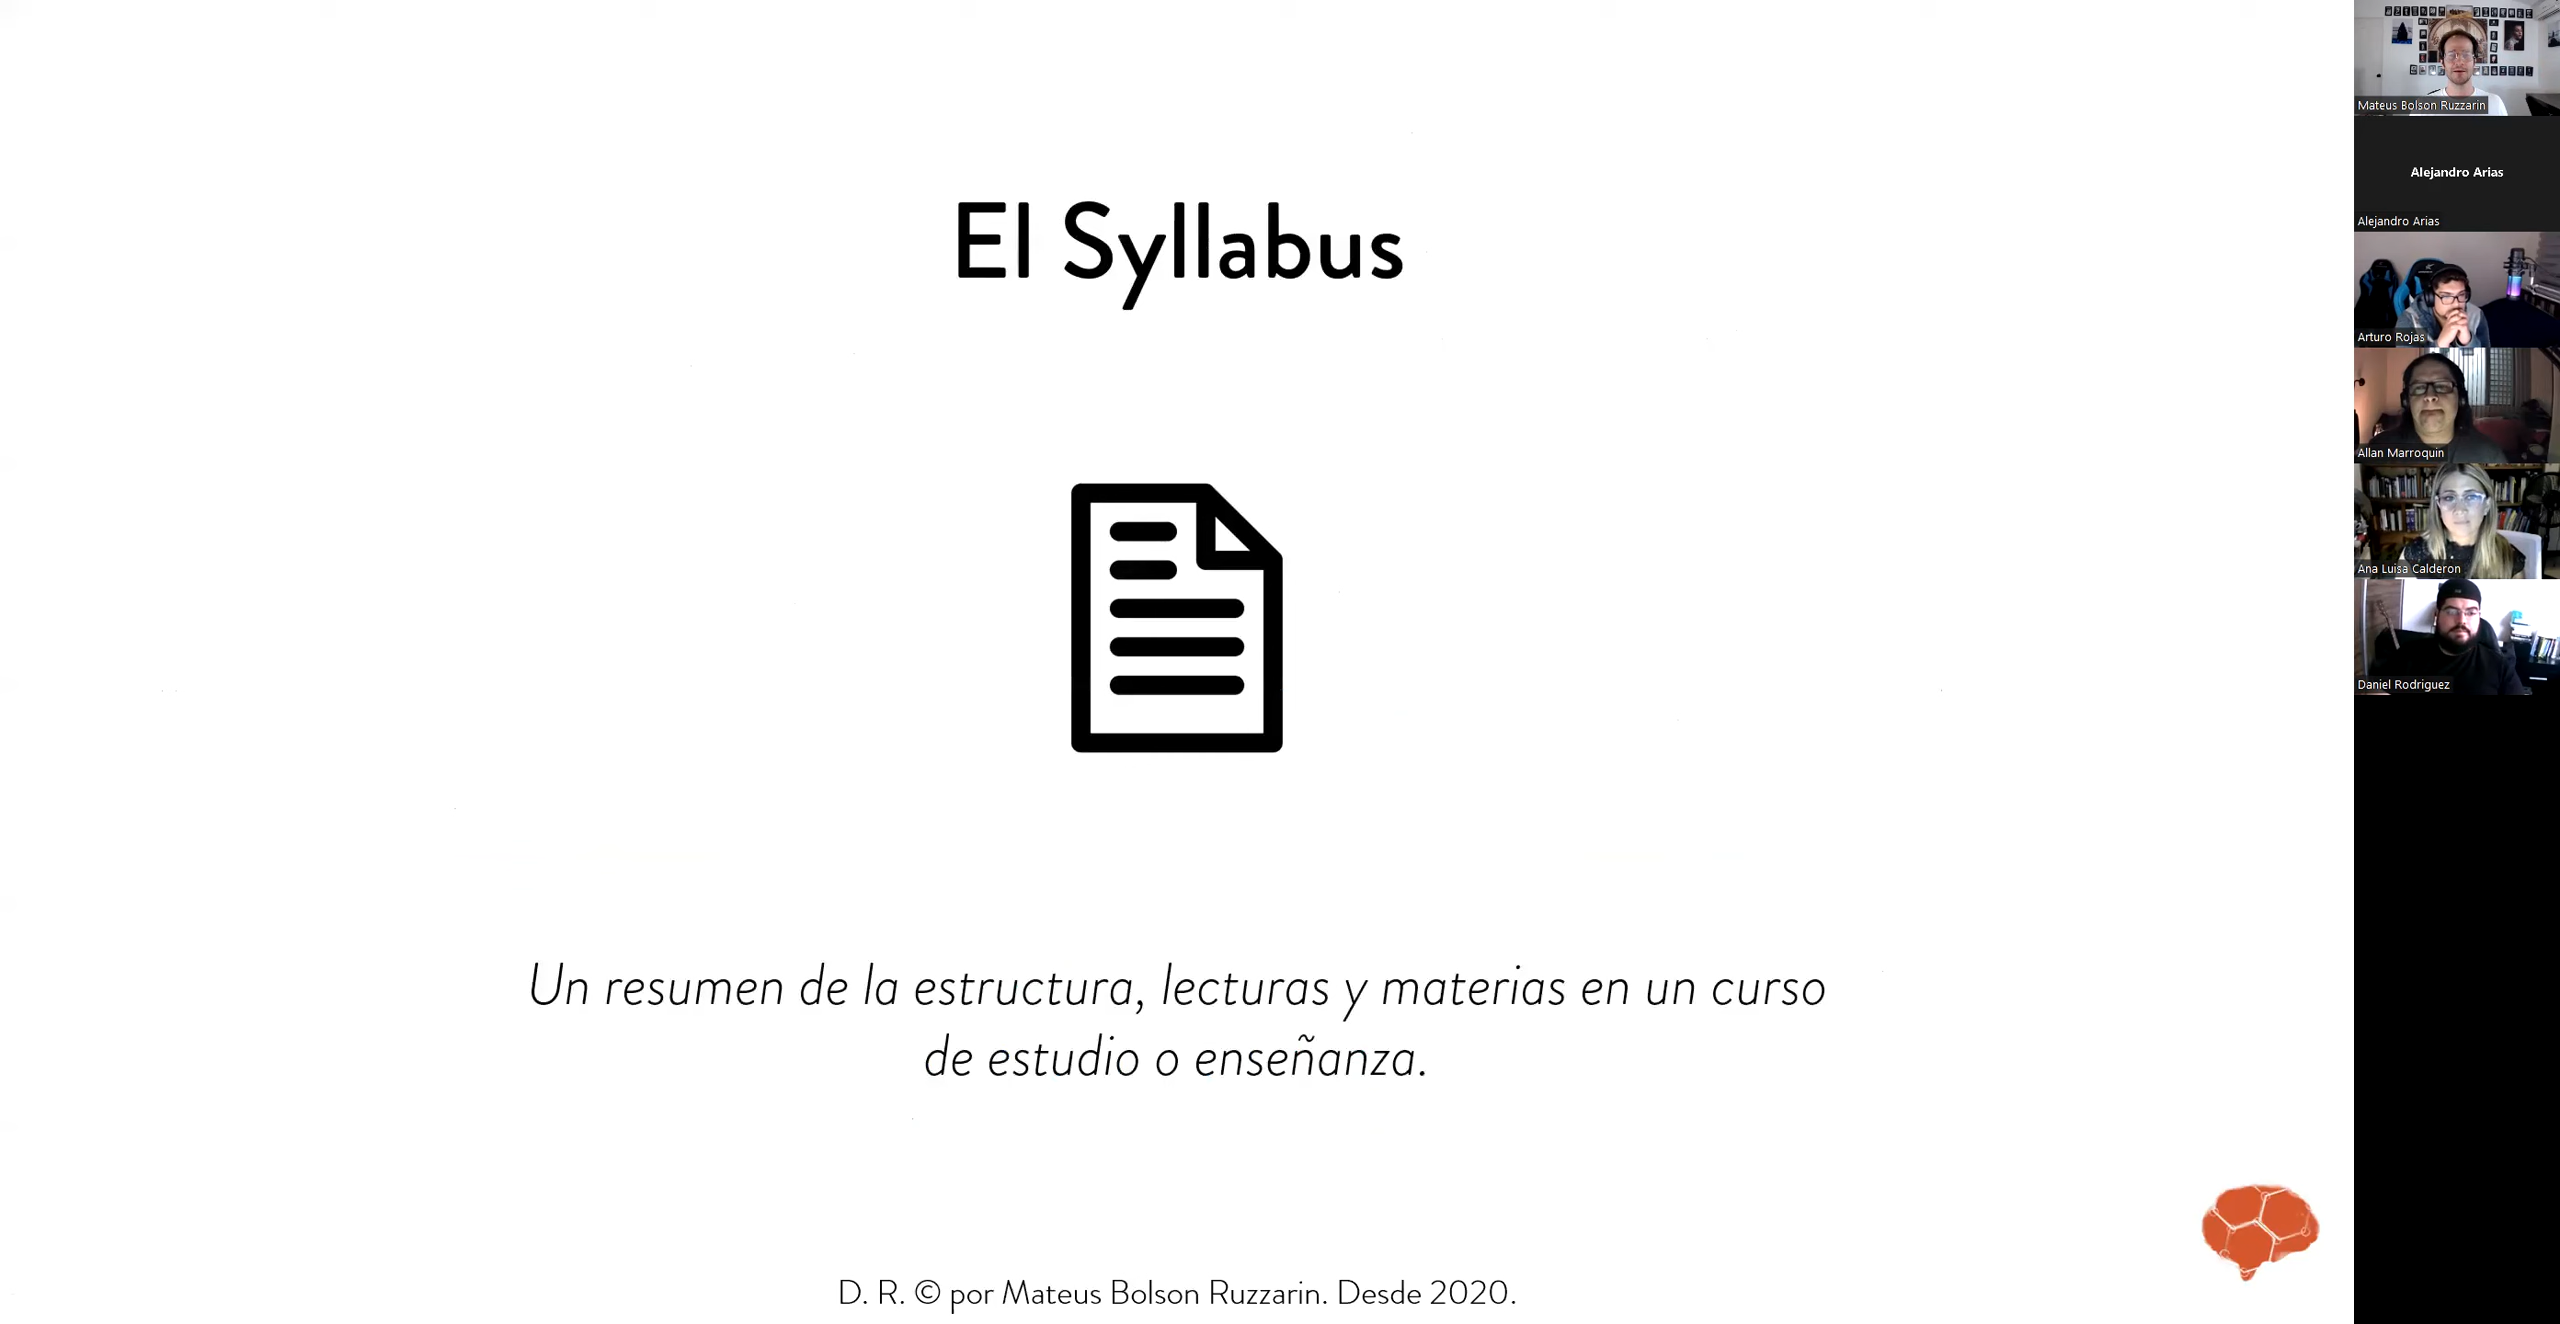 El Syllabus
Un resumen de la estructura, lecturas y materias en un curso
de estudio o enseñanza.
D. R. © por Mateus Bolson Ruzzarin. Desde 2020.
Mateus Bolson Ruzzarin
Alejandro Arias
Alejandro Arias
Arturo Rojas
Allan Marroquin
Ana Luisa Calderon
Daniel Rodriguez